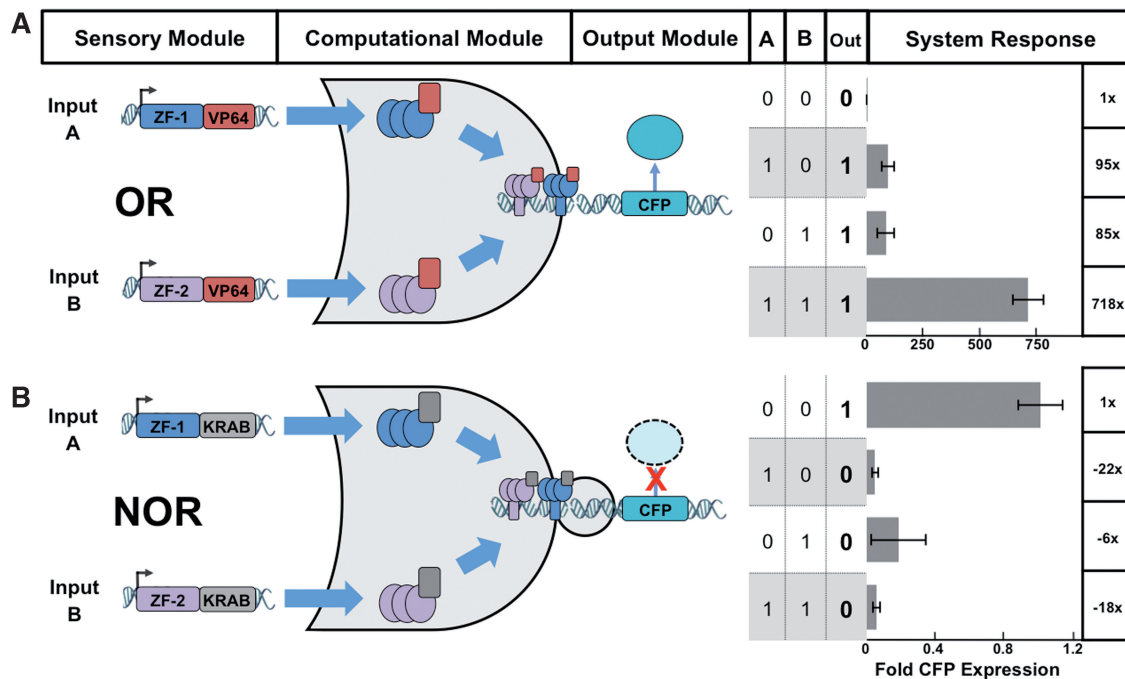 A
Sensory Module Computational Module Output Module A B Out System Response
Input A
ZF-1 VP64
OR
Input B
ZF-2 VP64
CFP
0 0 0 1x
1 0 1 95x
0 1 1 85x
1 1 1 718x
0 250 500 750
B
Input A
ZF-1 KRAB
NOR
Input B
ZF-2 KRAB
X
CFP
0 0 1 1x
1 0 0 -22x
0 1 0 -6x
1 1 0 -18x
0 0.4 0.8 1.2
Fold CFP Expression